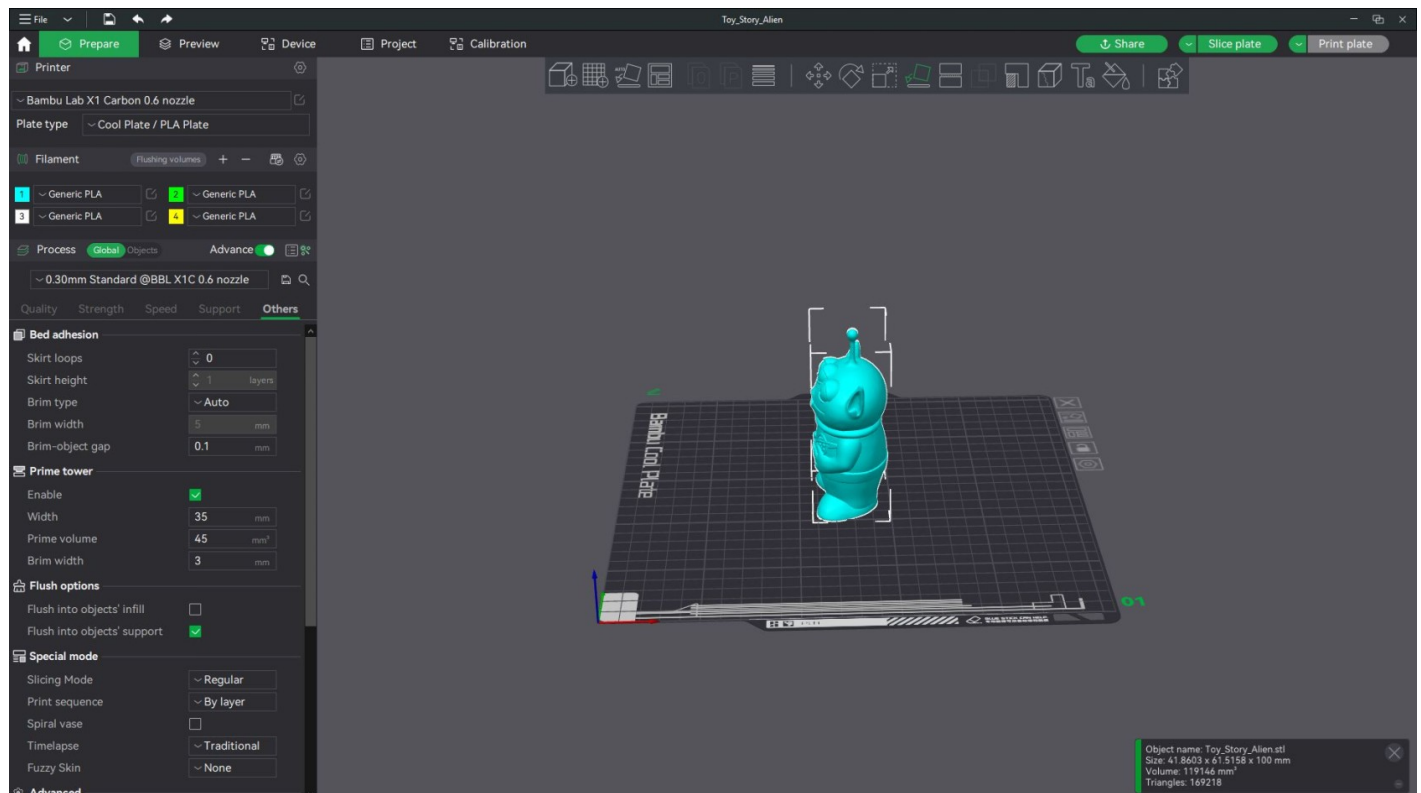 File
Toy_Story_Alien
Prepare
Preview
Device
Project
Calibration
Share
Slice plate
Print plate
Printer
Bambu Lab X1 Carbon 0.6 nozzle
Plate type
Cool Plate / PLA Plate
Filament
Flushing volumes
1 Generic PLA
2 Generic PLA
3 Generic PLA
4 Generic PLA
Process Global Objects Advance
0.30mm Standard @BBL X1C 0.6 nozzle
Quality Strength Speed Support Others
Bed adhesion
Skirt loops 0
Skirt height 1 layers
Brim type Auto
Brim width 5 mm
Brim-object gap 0.1 mm
Prime tower
Enable
Width 35 mm
Prime volume 45 mm³
Brim width 3 mm
Flush options
Flush into objects' infill
Flush into objects' support
Special mode
Slicing Mode Regular
Print sequence By layer
Spiral vase
Timelapse Traditional
Fuzzy Skin None
Advanced
Bambu Cool Plate
01
Object name: Toy_Story_Alien.stl
Size: 41.8603 x 61.5158 x 100 mm
Volume: 119146 mm³
Triangles: 169218